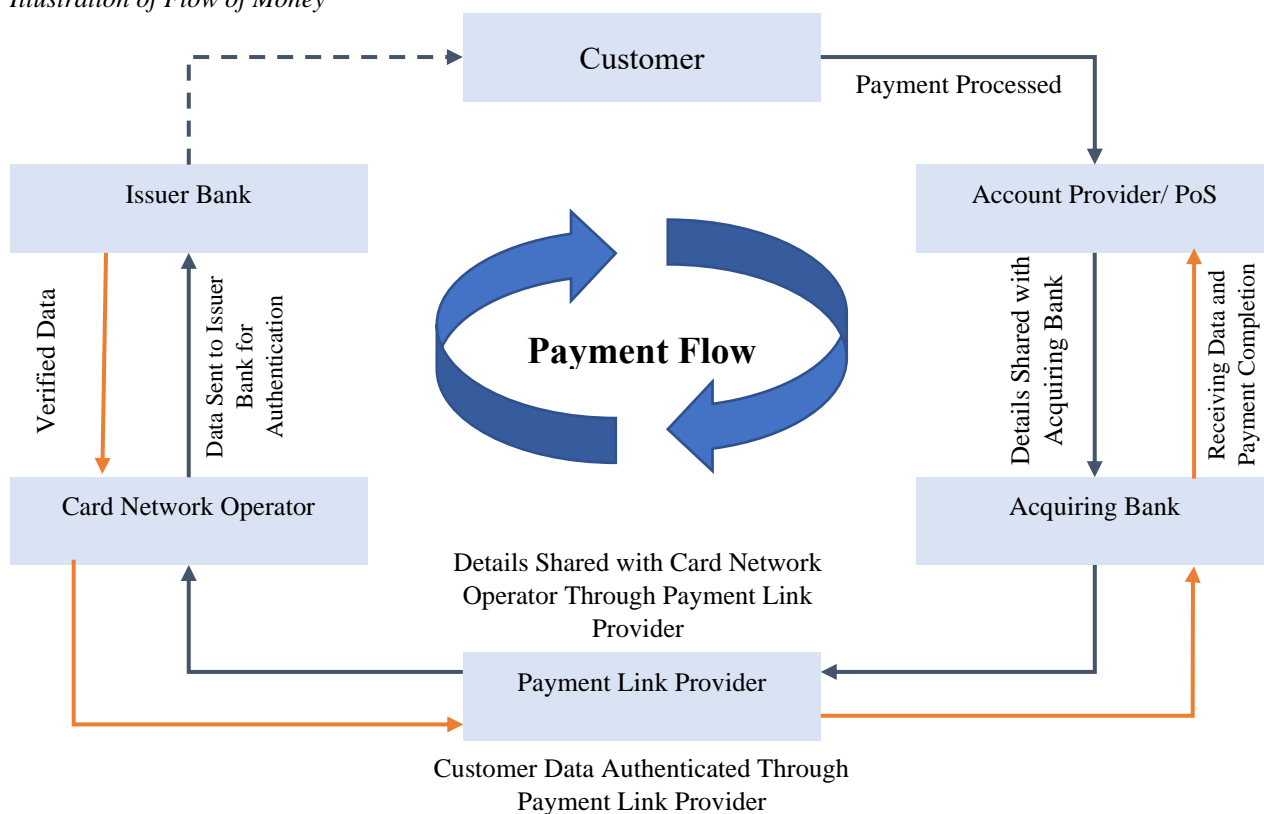 Illustration of Flow of Money
Customer
Payment Processed
Issuer Bank
Account Provider/ PoS
Verified Data
Data Sent to Issuer
Bank for
Authentication
Payment Flow
Details Shared with
Acquiring Bank
Receiving Data and
Payment Completion
Card Network Operator
Acquiring Bank
Details Shared with Card Network
Operator Through Payment Link
Provider
Payment Link Provider
Customer Data Authenticated Through
Payment Link Provider